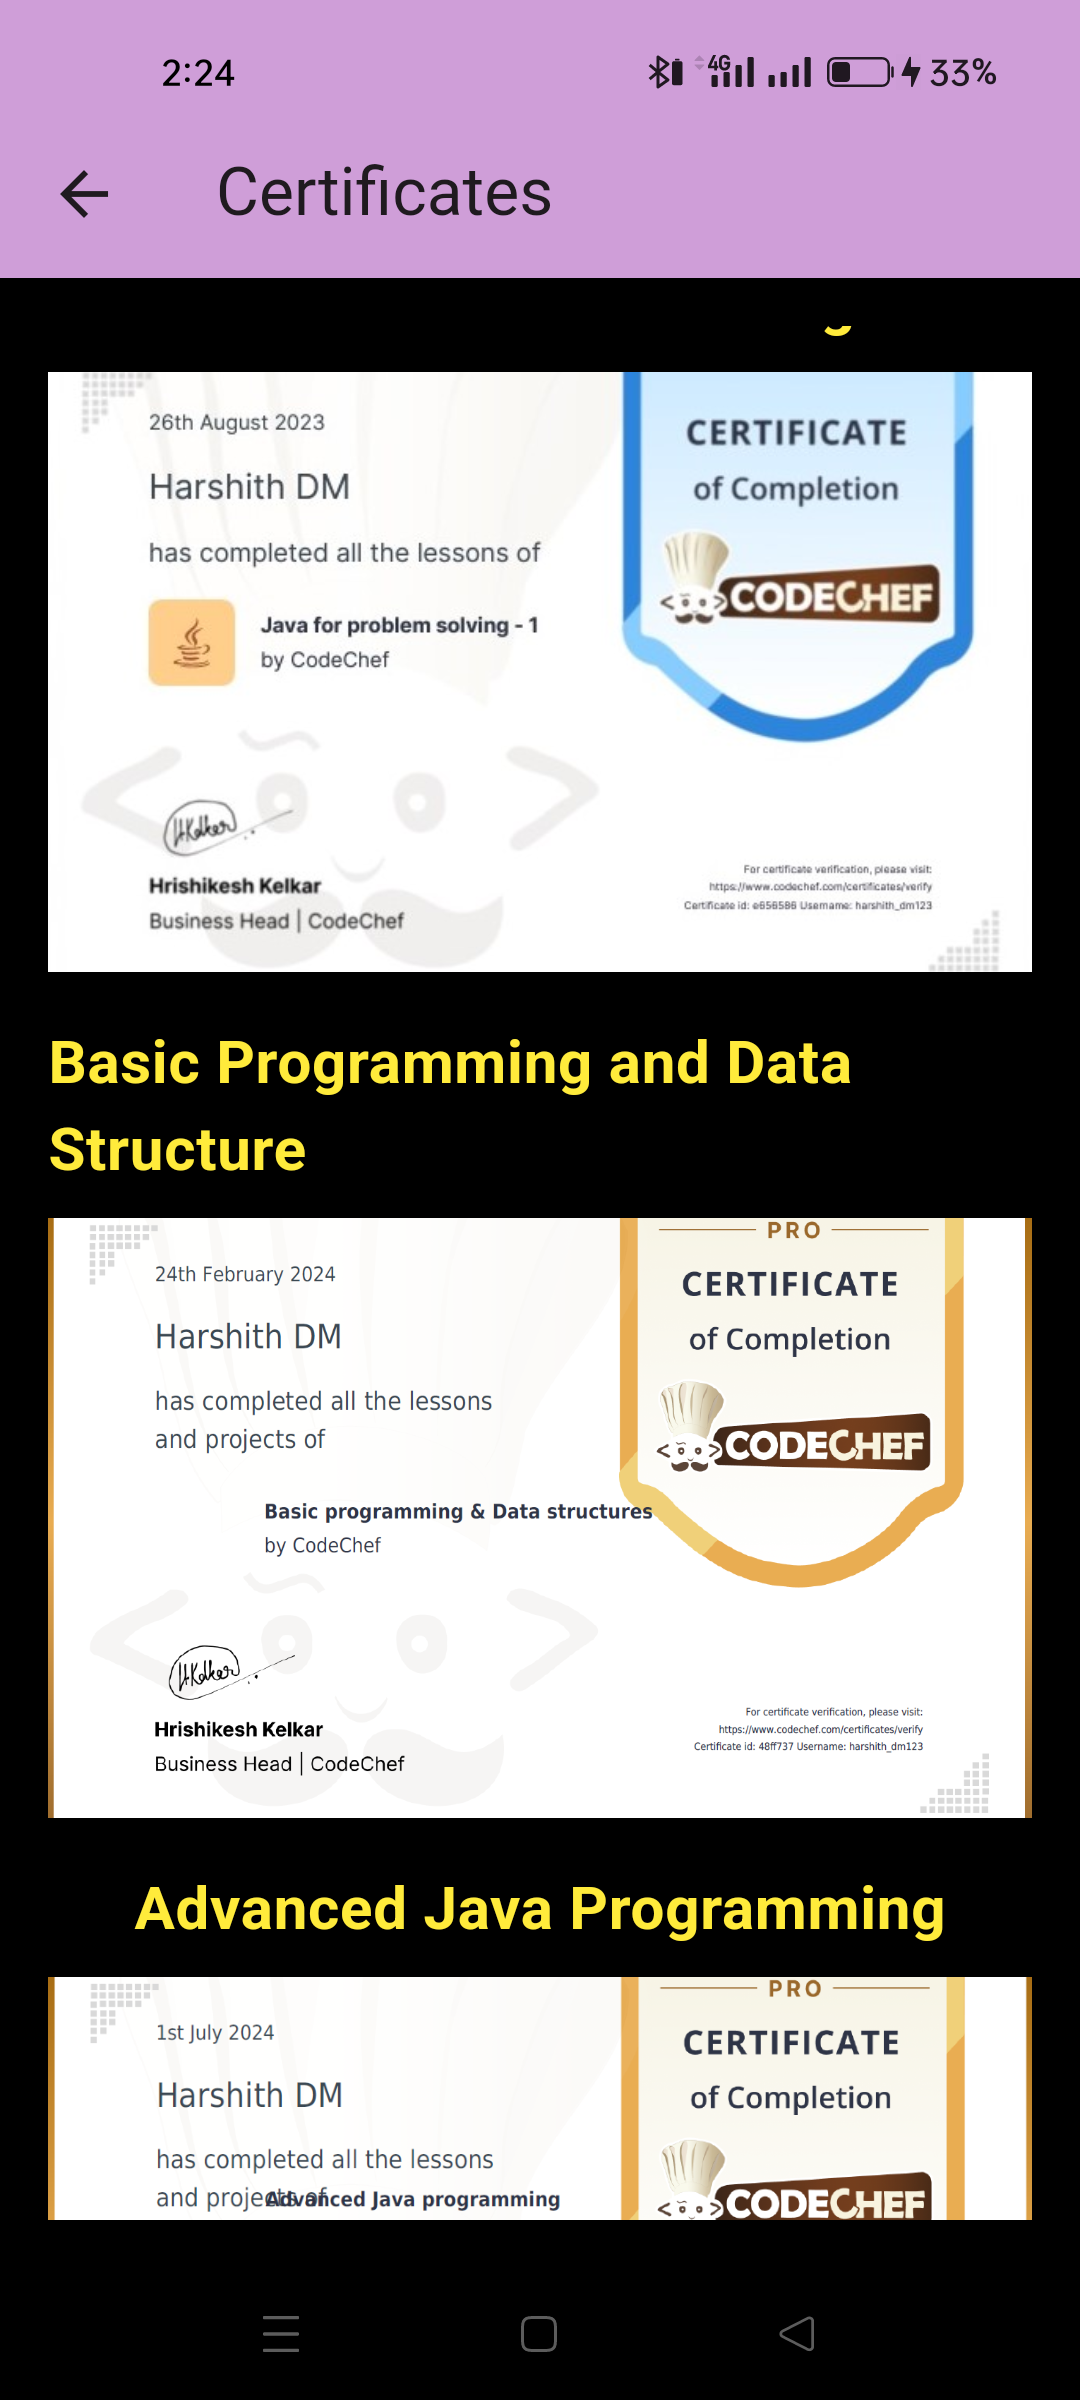 2:24
4G
33%
Certificates
26th August 2023
Harshith DM
has completed all the lessons of
Java for problem solving - 1
by CodeChef
CERTIFICATE
of Completion
CODECHEF
Hrishikesh Kelkar
Business Head | CodeChef
For certificate verification, please visit:
https://www.codechef.com/certificates/verify
Certificate id: e656586 Username: harshith_dm123
Basic Programming and Data
Structure
24th February 2024
Harshith DM
has completed all the lessons
and projects of
Basic programming & Data structures
by CodeChef
PRO
CERTIFICATE
of Completion
CODECHEF
Hrishikesh Kelkar
Business Head | CodeChef
For certificate verification, please visit:
https://www.codechef.com/certificates/verify
Certificate id: 48ff737 Username: harshith_dm123
Advanced Java Programming
1st July 2024
Harshith DM
has completed all the lessons
and projects of
Advanced Java programming
PRO
CERTIFICATE
of Completion
CODECHEF